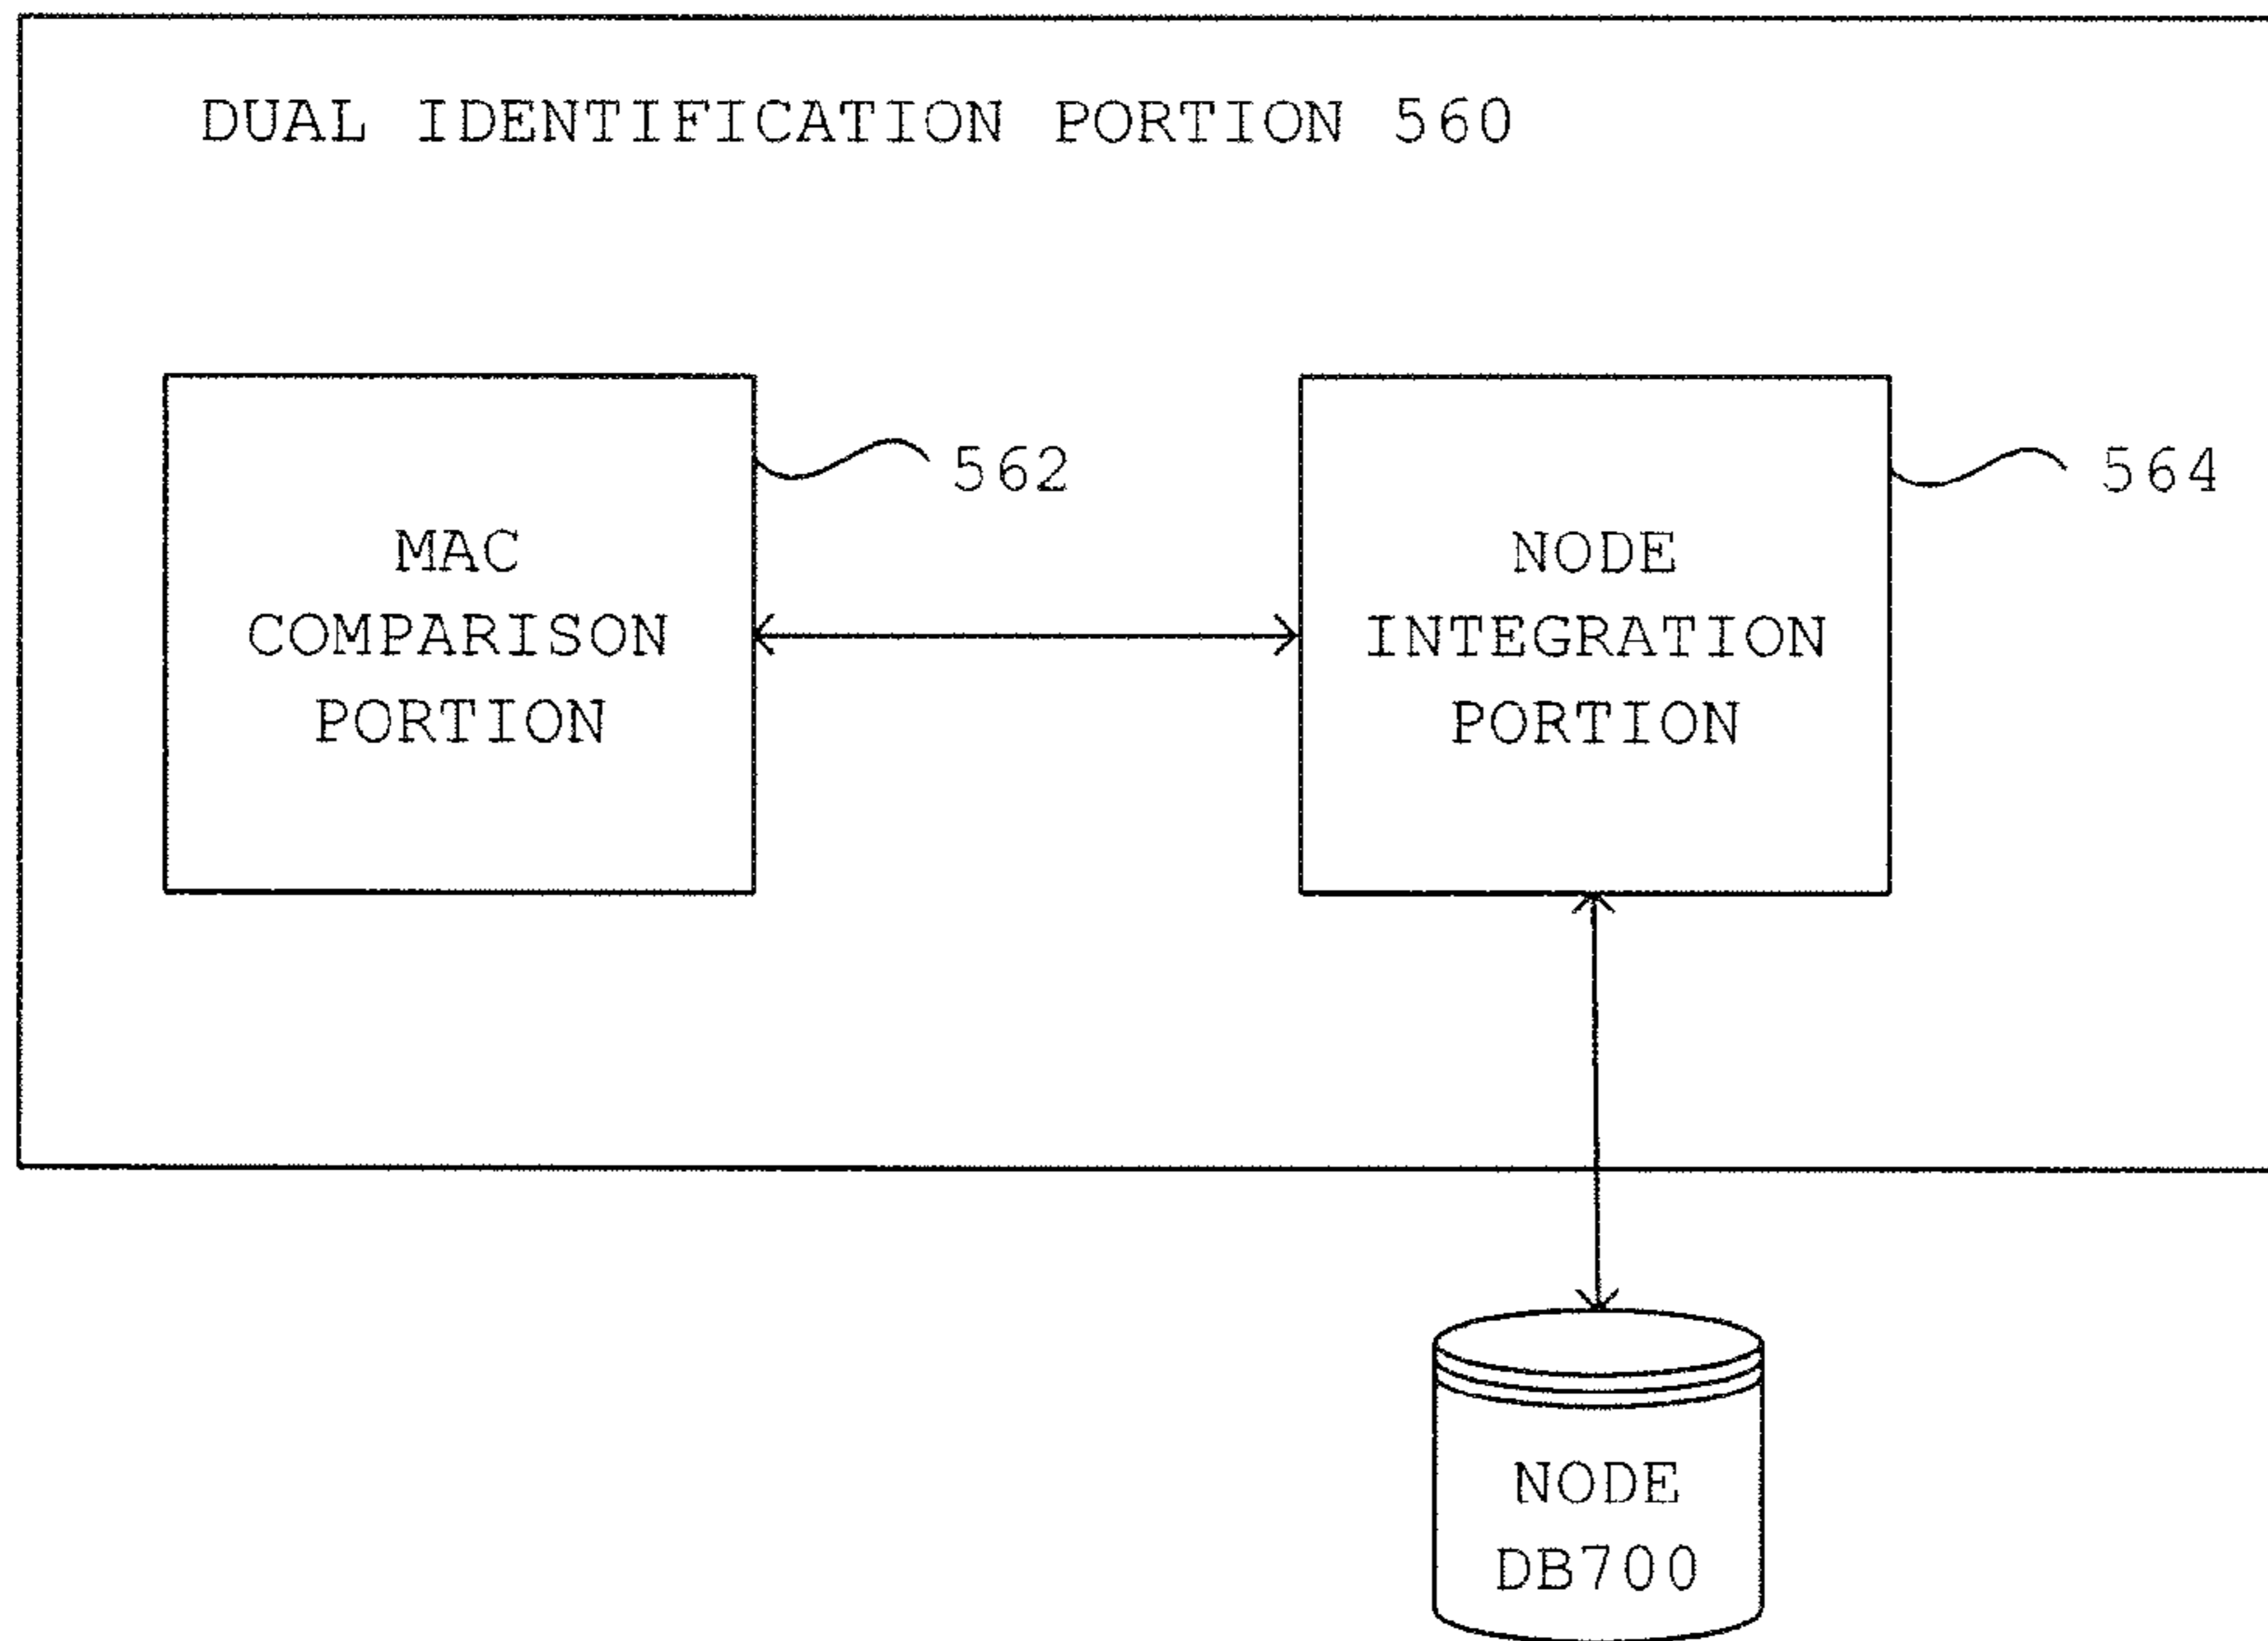 DUAL IDENTIFICATION PORTION 560
562
564
MAC
COMPARISON
PORTION
NODE
INTEGRATION
PORTION
NODE
DB700